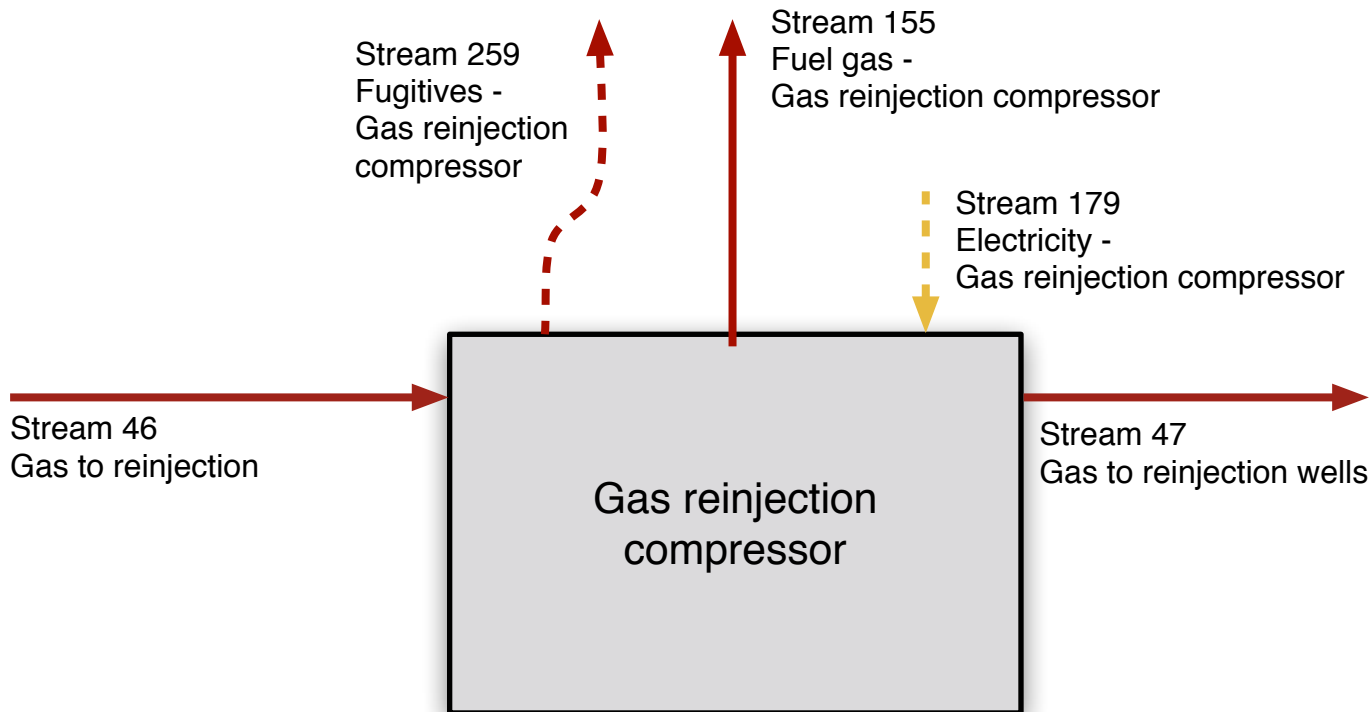 Stream 259
Fugitives -
Gas reinjection
compressor
Stream 155
Fuel gas -
Gas reinjection compressor
Stream 179
Electricity -
Gas reinjection compressor
Stream 46
Gas to reinjection
Stream 47
Gas to reinjection wells
Gas reinjection
compressor